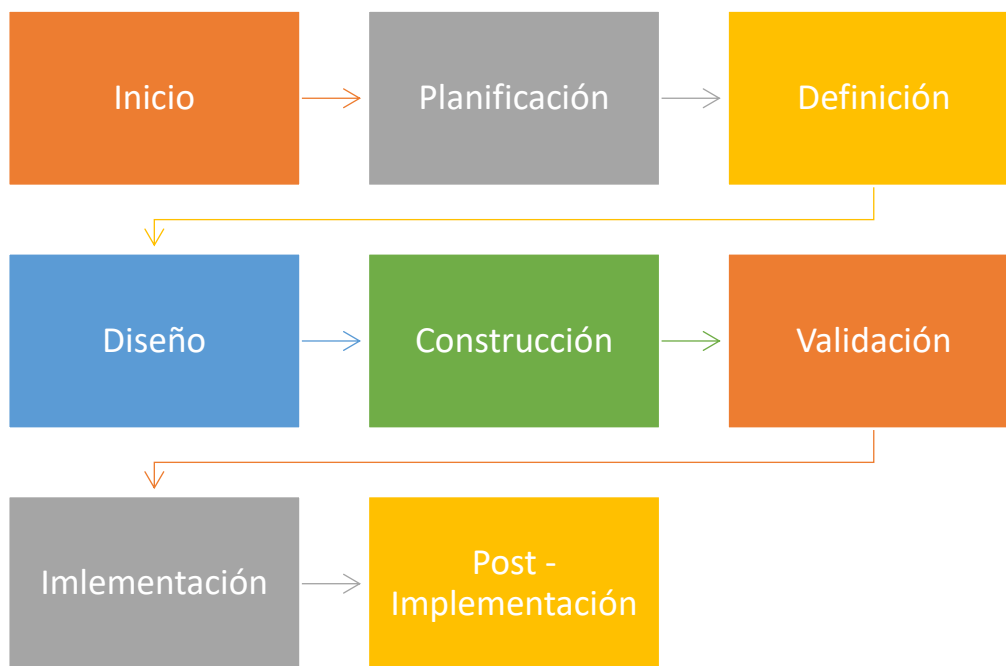 Inicio
Planificación
Definición
Diseño
Construcción
Validación
Imlementación
Post -
Implementación